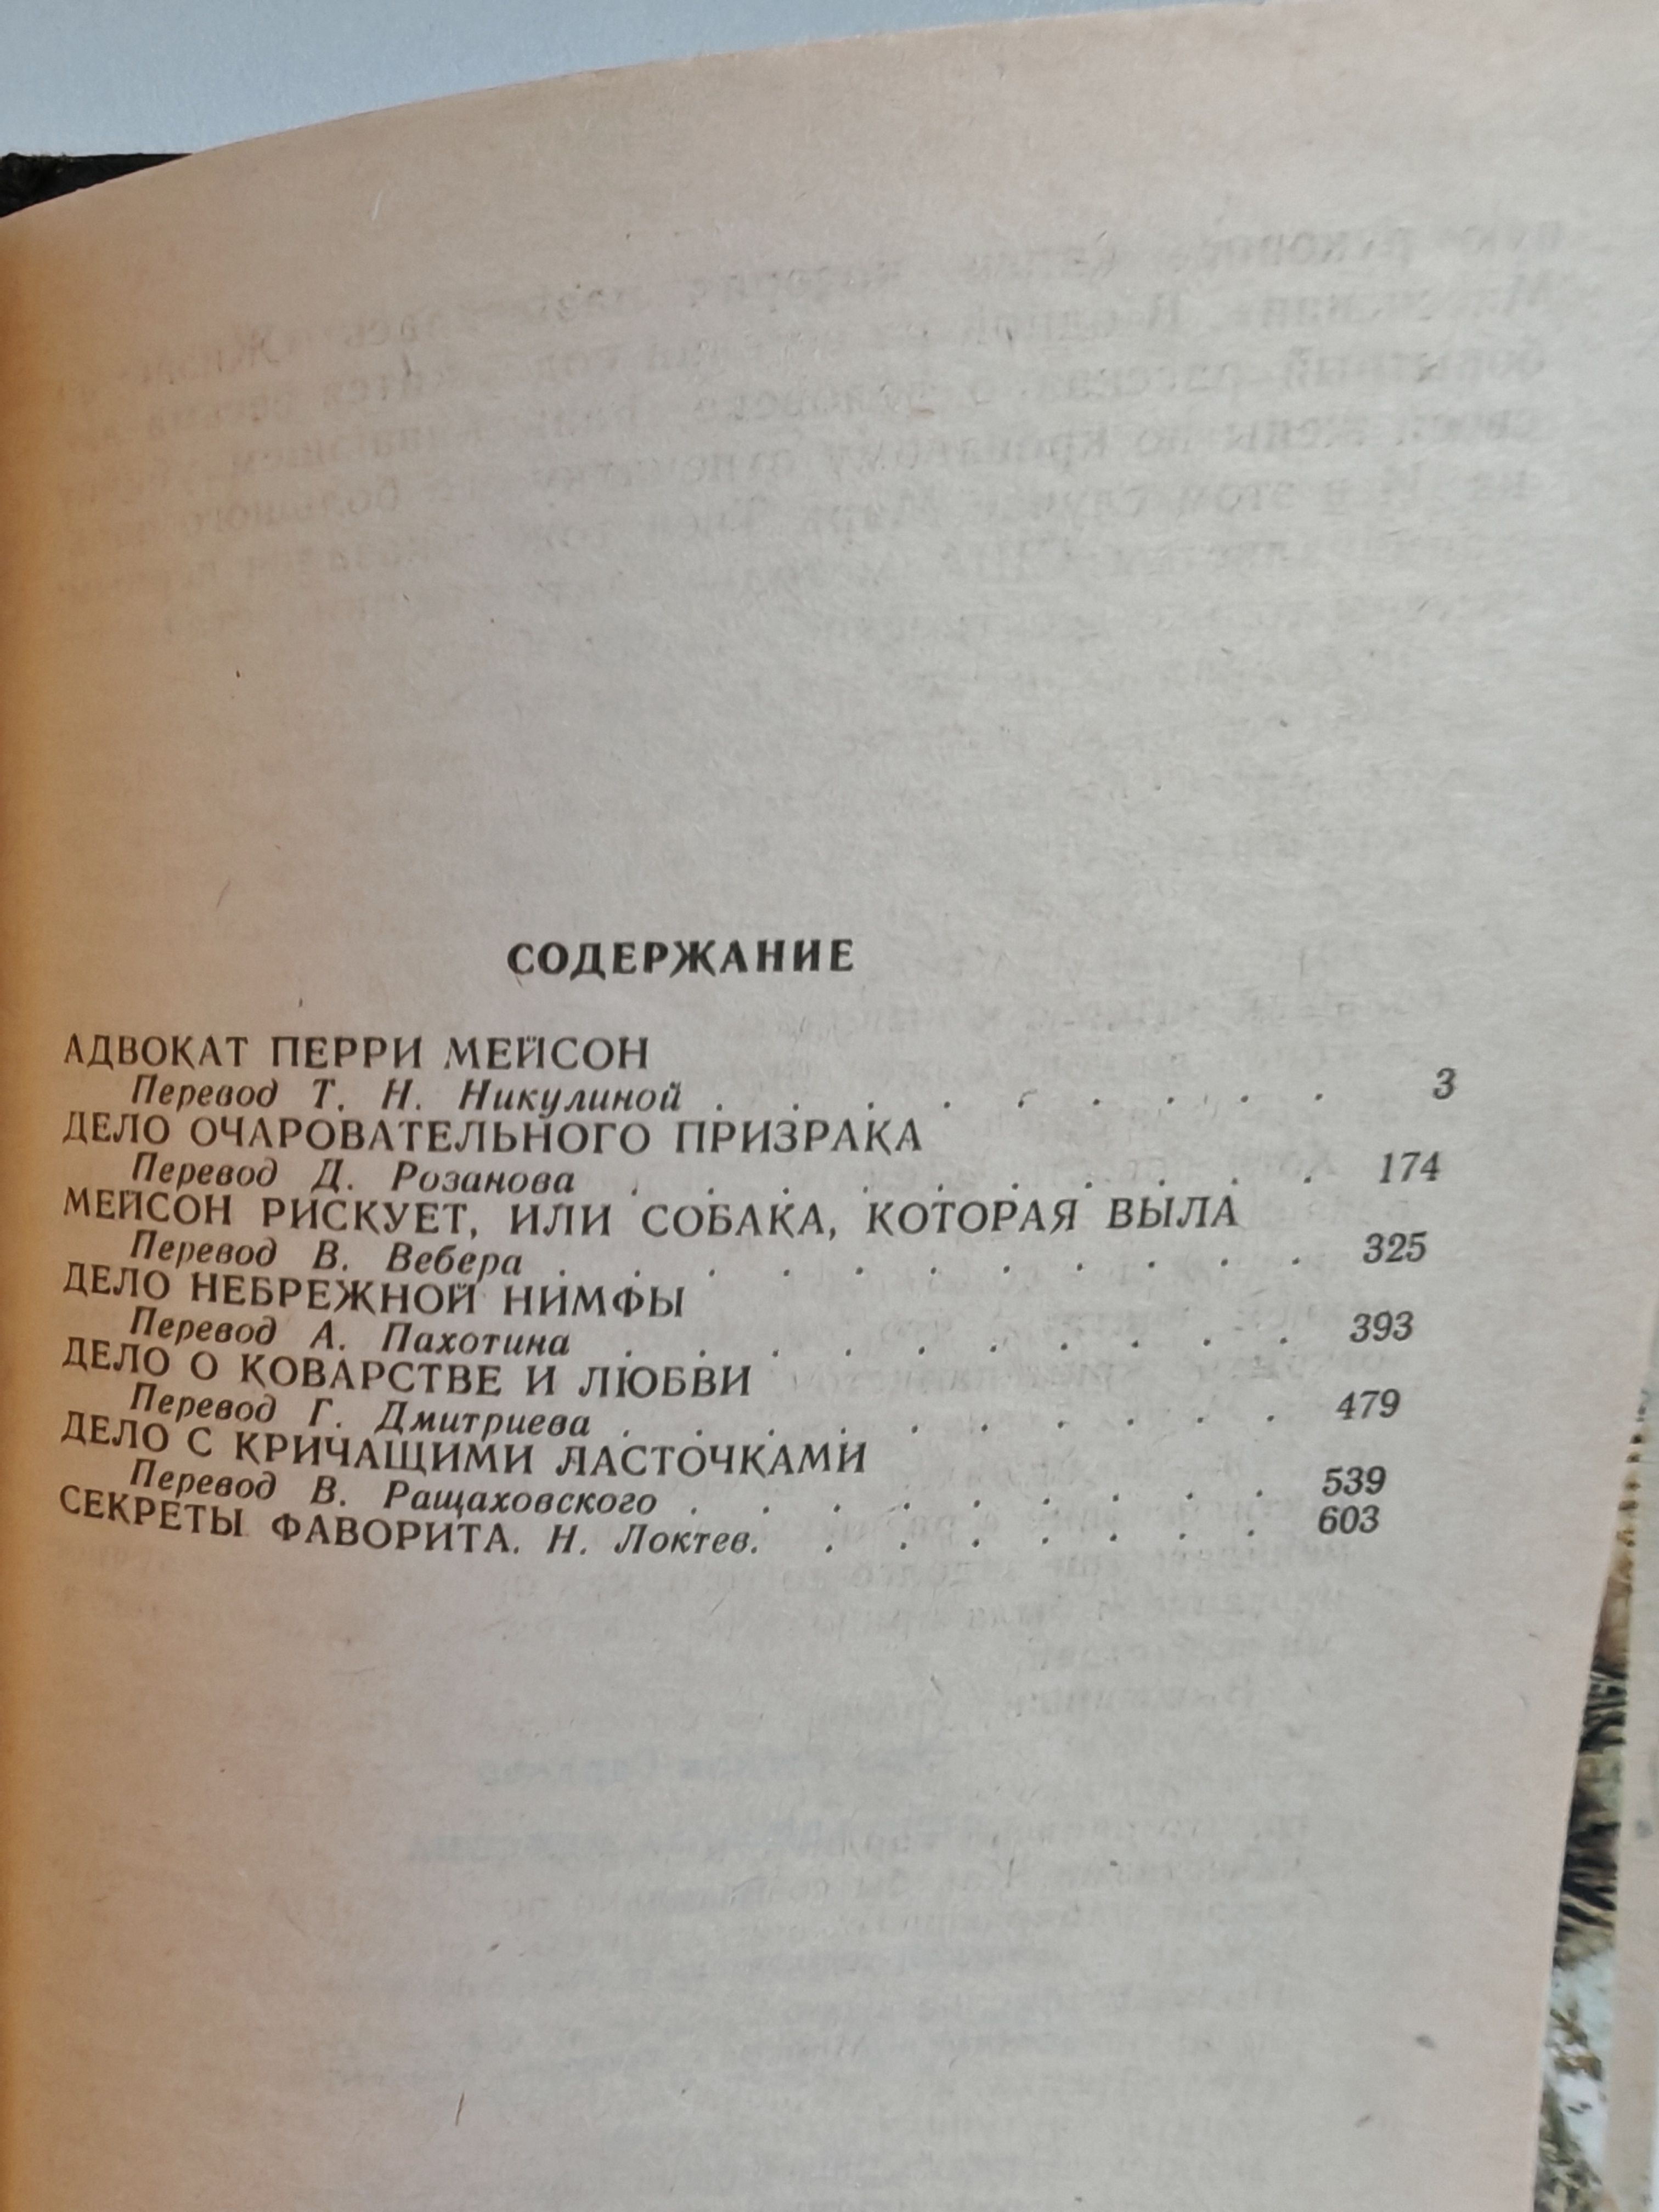 СОДЕРЖАНИЕ
АДВОКАТ ПЕРРИ МЕЙСОН
Перевод Т. Н. Никулиной . . . . . . . . . 3
ДЕЛО ОЧАРОВАТЕЛЬНОГО ПРИЗРАКА
Перевод Д. Розанова . . . . . . . . . . 174
МЕЙСОН РИСКУЕТ, ИЛИ СОБАКА, КОТОРАЯ ВЫЛА
Перевод В. Вебера . . . . . . . . . . . 325
ДЕЛО НЕБРЕЖНОЙ НИМФЫ
Перевод А. Пахотина . . . . . . . . . . 393
ДЕЛО О КОВАРСТВЕ И ЛЮБВИ
Перевод Г. Дмитриева . . . . . . . . . . 479
ДЕЛО С КРИЧАЩИМИ ЛАСТОЧКАМИ
Перевод В. Ращаховского . . . . . . . . . 539
СЕКРЕТЫ ФАВОРИТА. Н. Локтев. . . . . . . . 603